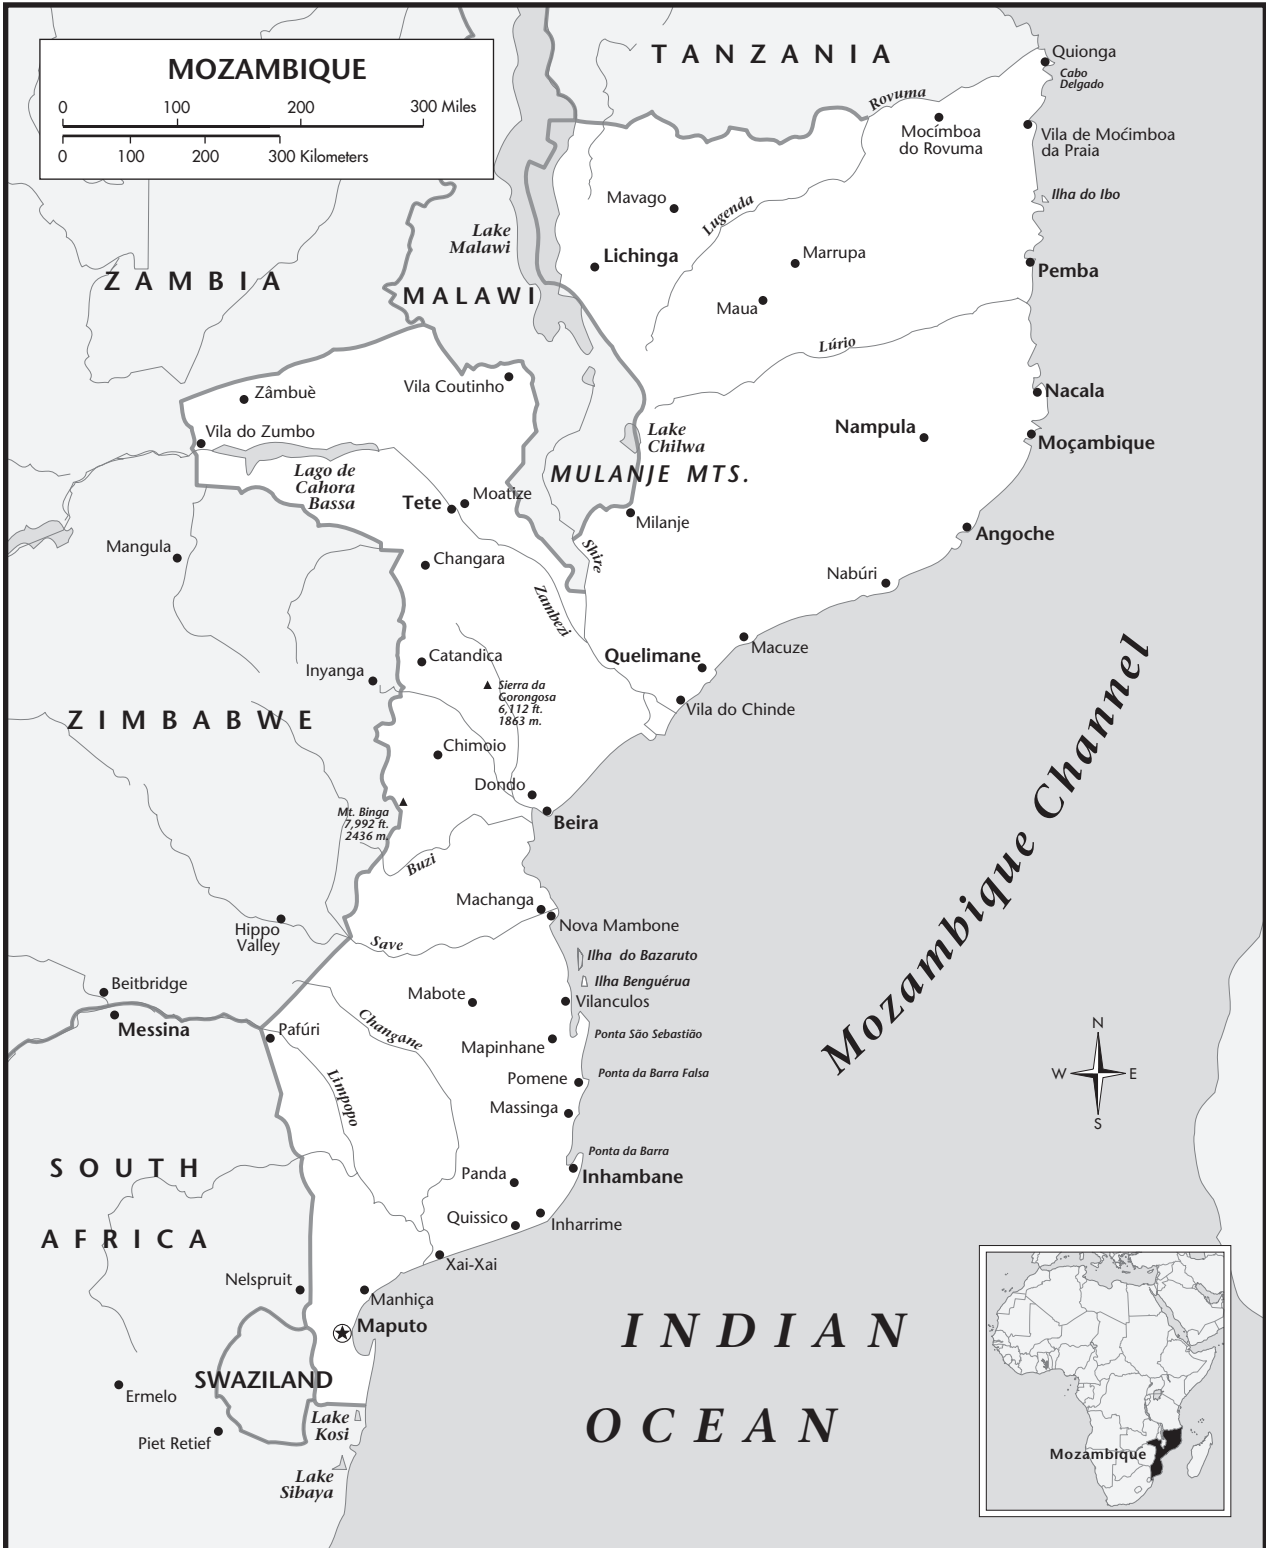 MOZAMBIQUE
0 100 200 300 Miles
0 100 200 300 Kilometers
TANZANIA
Quionga
Cabo
Delgado
Rovuma
Mocímboa
do Rovuma
Vila de Moćimboa
da Praia
Mavago
Lugenda
Ilha do Ibo
Lake
Malawi
Lichinga
Marrupa
Pemba
ZAMBIA
MALAWI
Maua
Lúrio
Zâmbuè
Vila Coutinho
Nacala
Vila do Zumbo
Lake
Chilwa
Nampula
Moçambique
Lago de
Cahora
Bassa
MULANJE MTS.
Tete
Moatize
Milanje
Angoche
Mangula
Changara
Shire
Nabúri
Zambezi
Inyanga
Catandica
Quelimane
Macuze
Sierra da
Gorongosa
6,112 ft.
1863 m.
Vila do Chinde
ZIMBABWE
Chimoio
Dondo
Mt. Binga
7,992 ft.
2436 m.
Beira
Buzi
Mozambique Channel
Machanga
Nova Mambone
Hippo
Valley
Save
Ilha do Bazaruto
Ilha Benguérua
Beitbridge
Mabote
Vilanculos
Messina
Pafúri
Changane
Ponta São Sebastião
Mapinhane
Limpopo
Pomene
Ponta da Barra Falsa
Massinga
N
W E
S
Ponta da Barra
SOUTH
AFRICA
Panda
Inhambane
Quissico
Inharrime
Xai-Xai
Nelspruit
Manhiça
Maputo
INDIAN
OCEAN
SWAZILAND
Ermelo
Piet Retief
Lake
Kosi
Lake
Sibaya
Mozambique